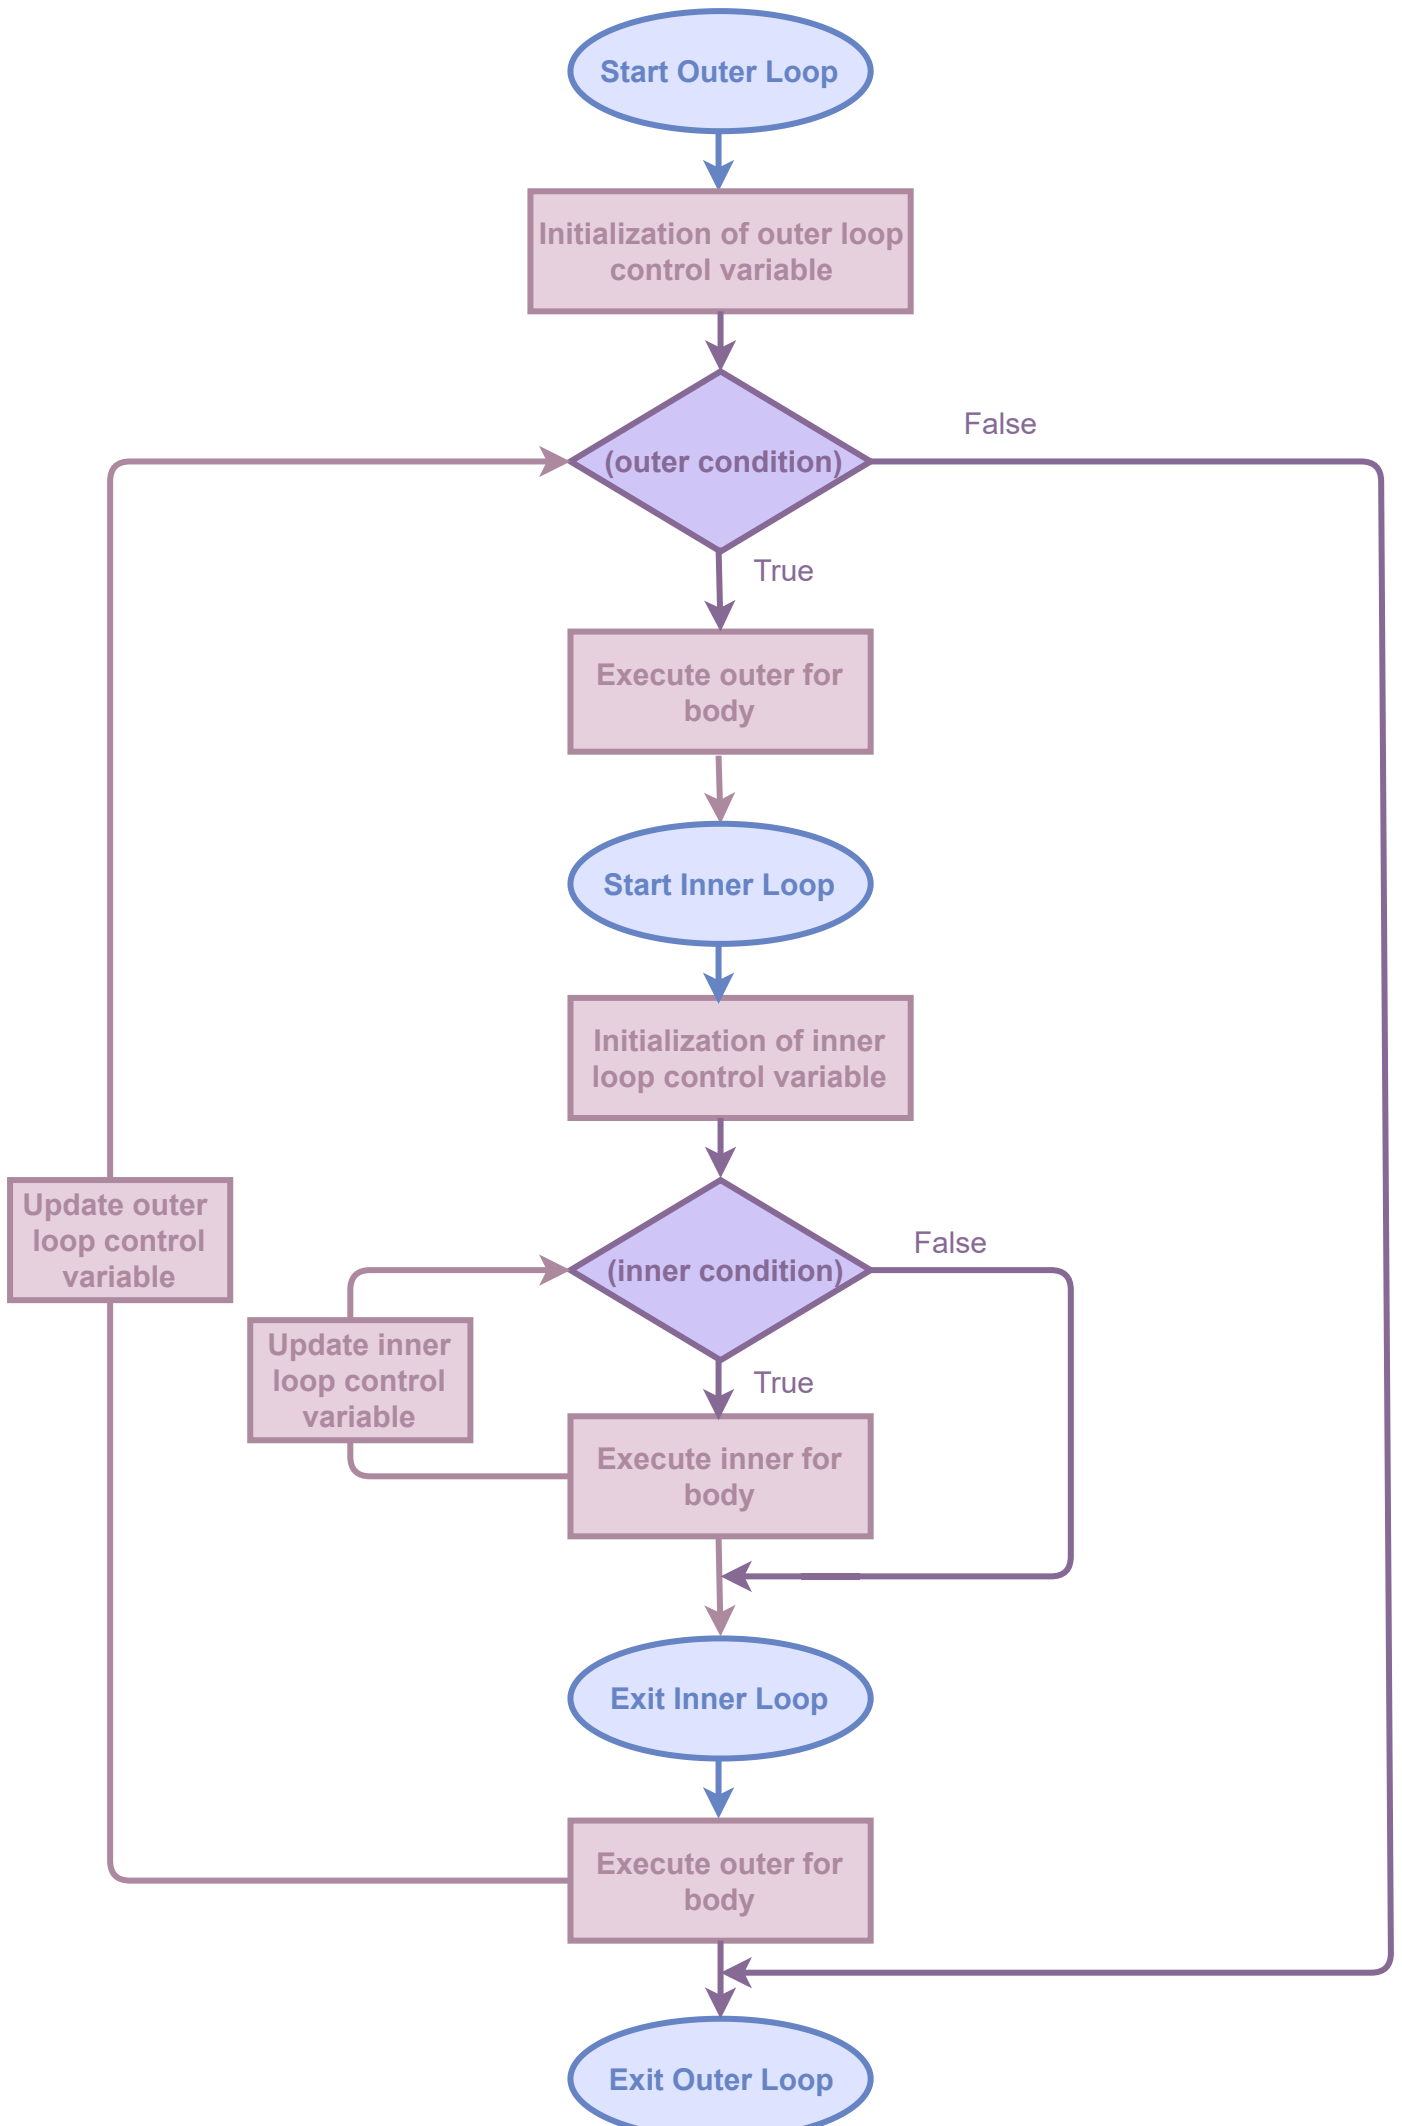 Start Outer Loop
Initialization of outer loop
control variable
(outer condition)
False
True
Execute outer for
body
Start Inner Loop
Initialization of inner
loop control variable
Update outer
loop control
variable
(inner condition)
False
Update inner
loop control
variable
True
Execute inner for
body
Exit Inner Loop
Execute outer for
body
Exit Outer Loop